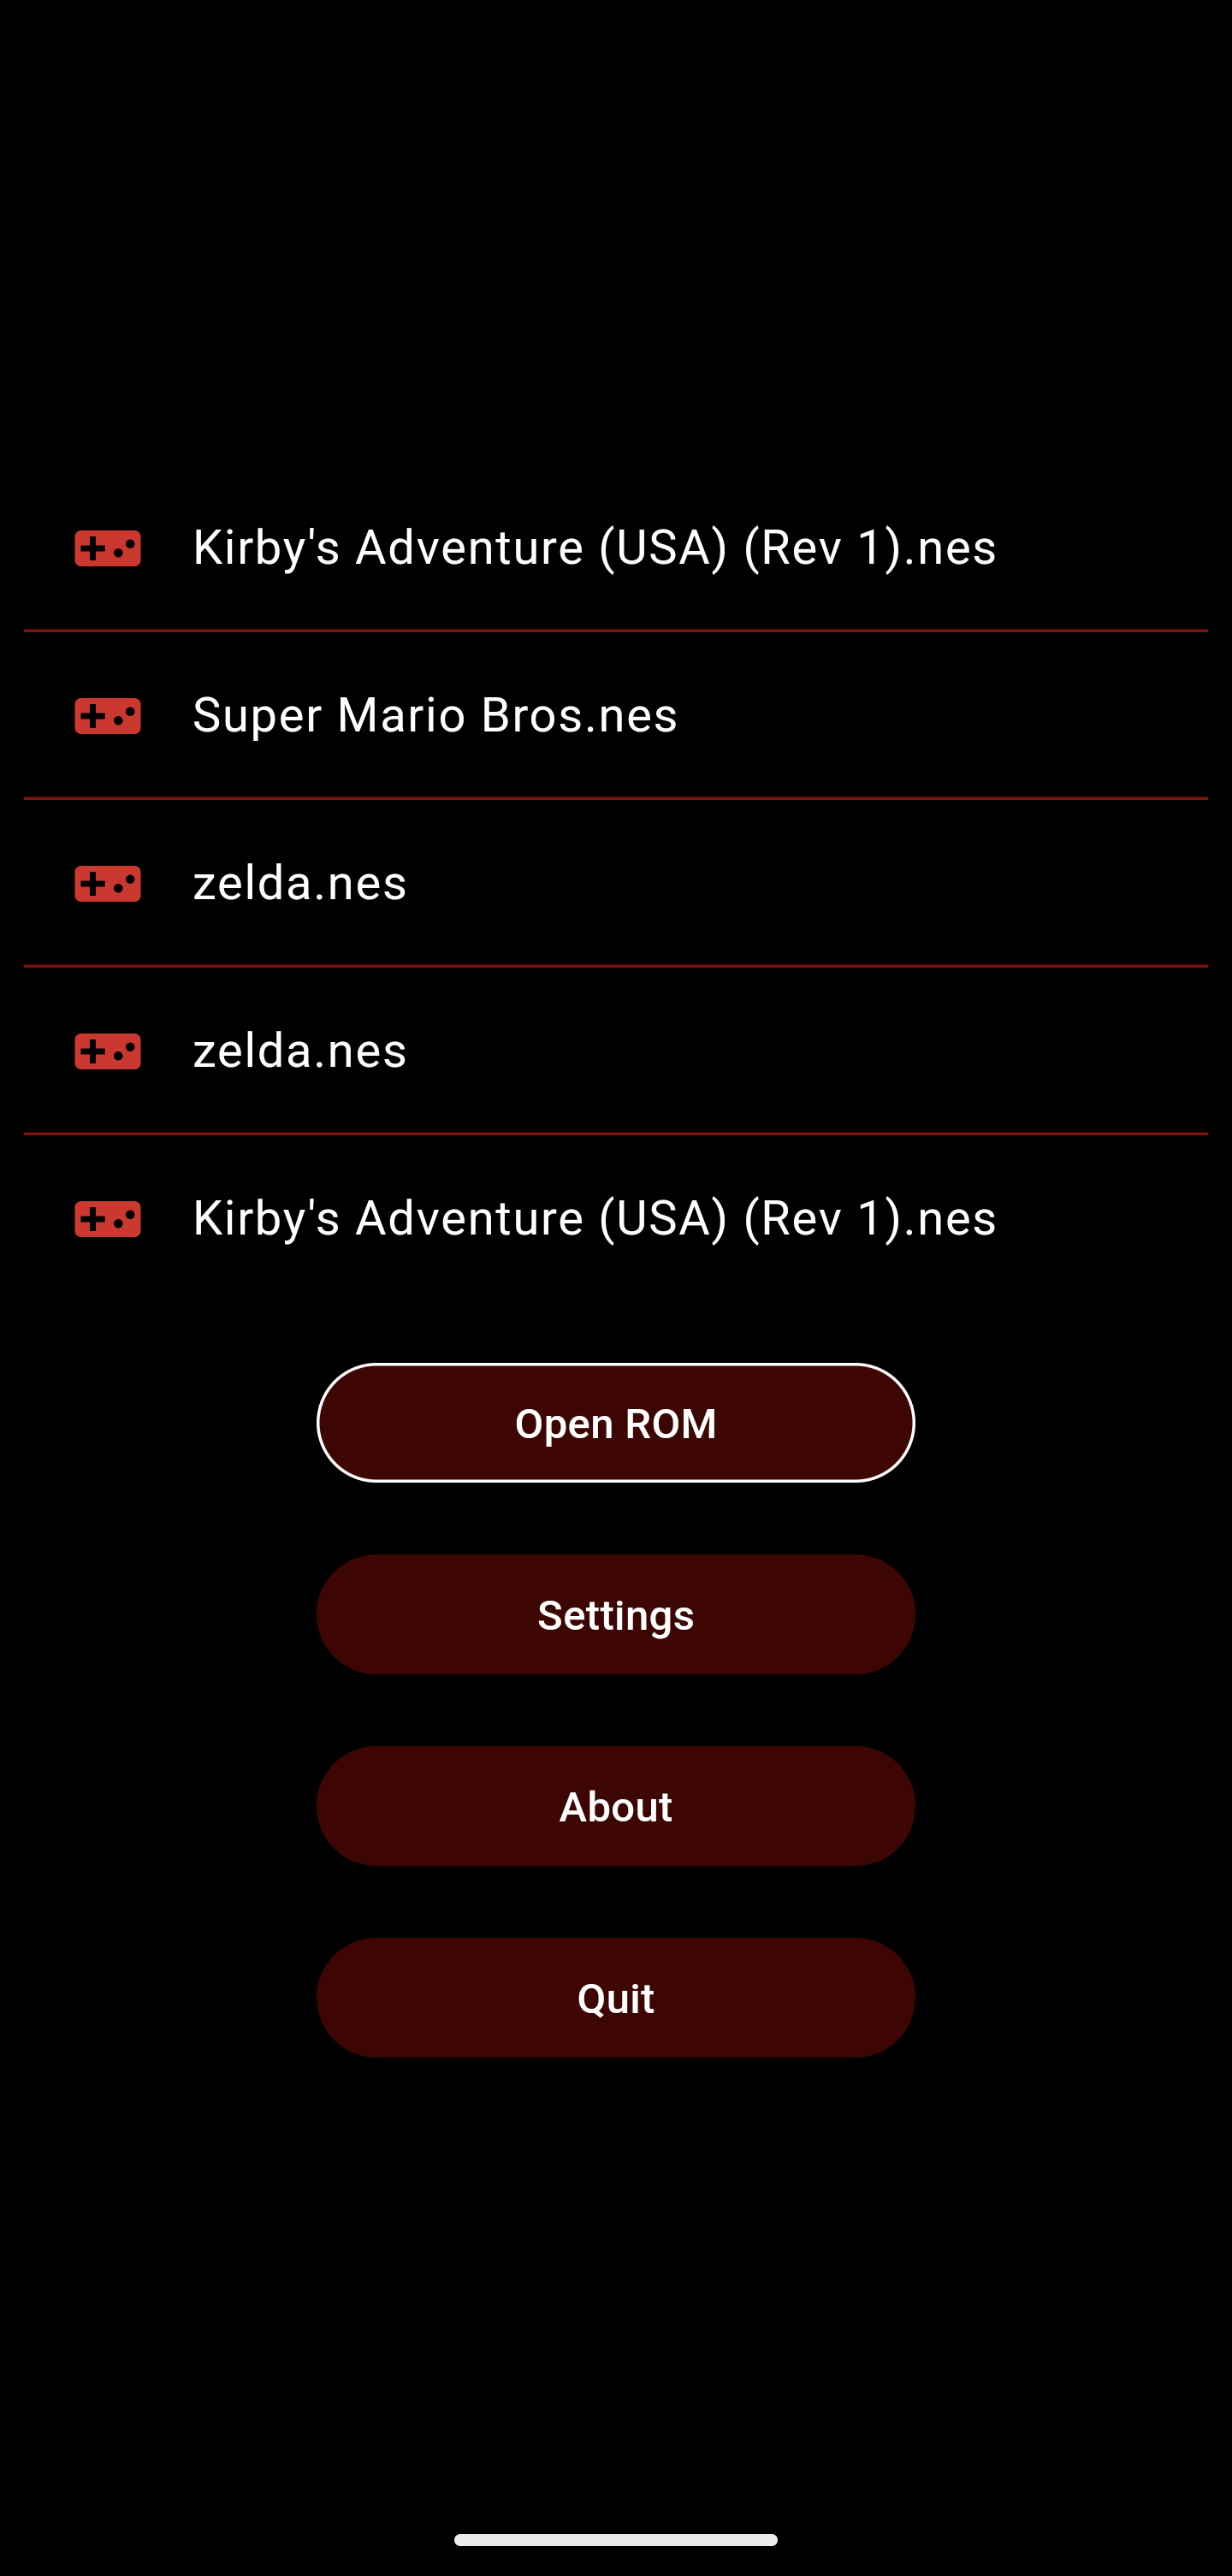 Kirby's Adventure (USA) (Rev 1).nes
Super Mario Bros.nes
zelda.nes
zelda.nes
Kirby's Adventure (USA) (Rev 1).nes
Open ROM
Settings
About
Quit